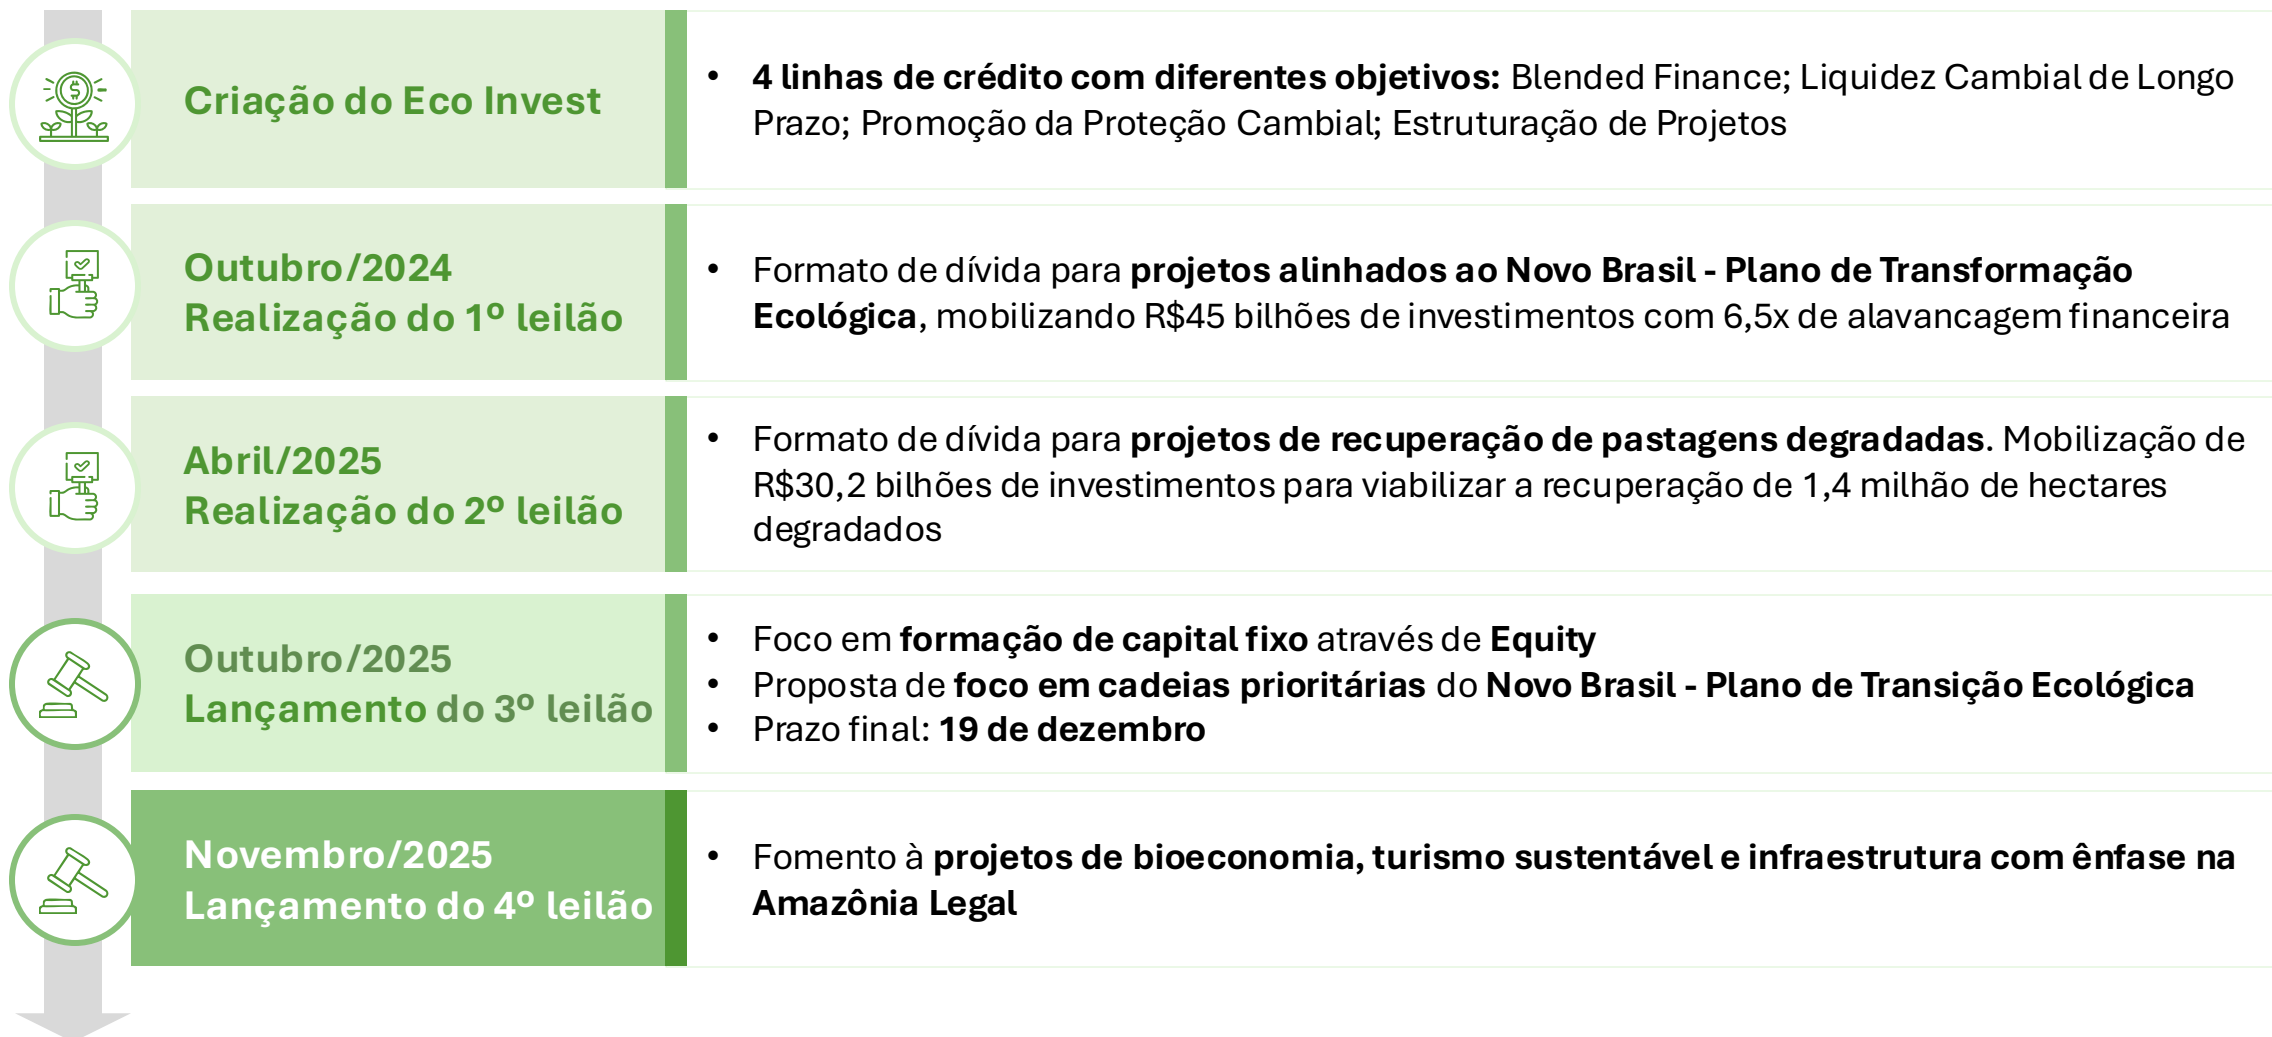 Criação do Eco Invest
• 4 linhas de crédito com diferentes objetivos: Blended Finance; Liquidez Cambial de Longo
Prazo; Promoção da Proteção Cambial; Estruturação de Projetos
Outubro/2024
Realização do 1º leilão
• Formato de dívida para projetos alinhados ao Novo Brasil - Plano de Transformação
Ecológica, mobilizando R$45 bilhões de investimentos com 6,5x de alavancagem financeira
Abril/2025
Realização do 2º leilão
• Formato de dívida para projetos de recuperação de pastagens degradadas. Mobilização de
R$30,2 bilhões de investimentos para viabilizar a recuperação de 1,4 milhão de hectares
degradados
Outubro/2025
Lançamento do 3º leilão
• Foco em formação de capital fixo através de Equity
• Proposta de foco em cadeias prioritárias do Novo Brasil - Plano de Transição Ecológica
• Prazo final: 19 de dezembro
Novembro/2025
Lançamento do 4º leilão
• Fomento à projetos de bioeconomia, turismo sustentável e infraestrutura com ênfase na
Amazônia Legal